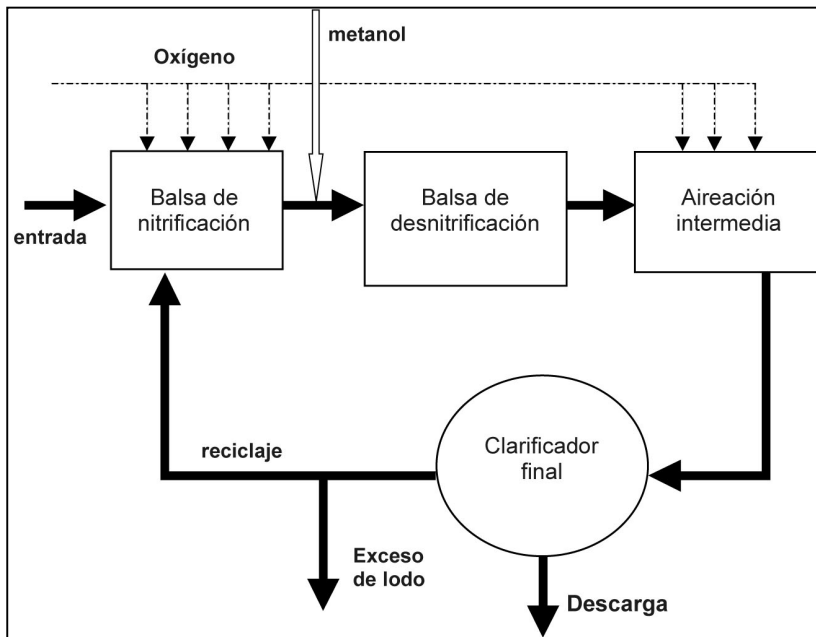 metanol
Oxígeno
Balsa de
nitrificación
Balsa de
desnitrificación
Aireación
intermedia
entrada
reciclaje
Clarificador
final
Exceso
de lodo
Descarga